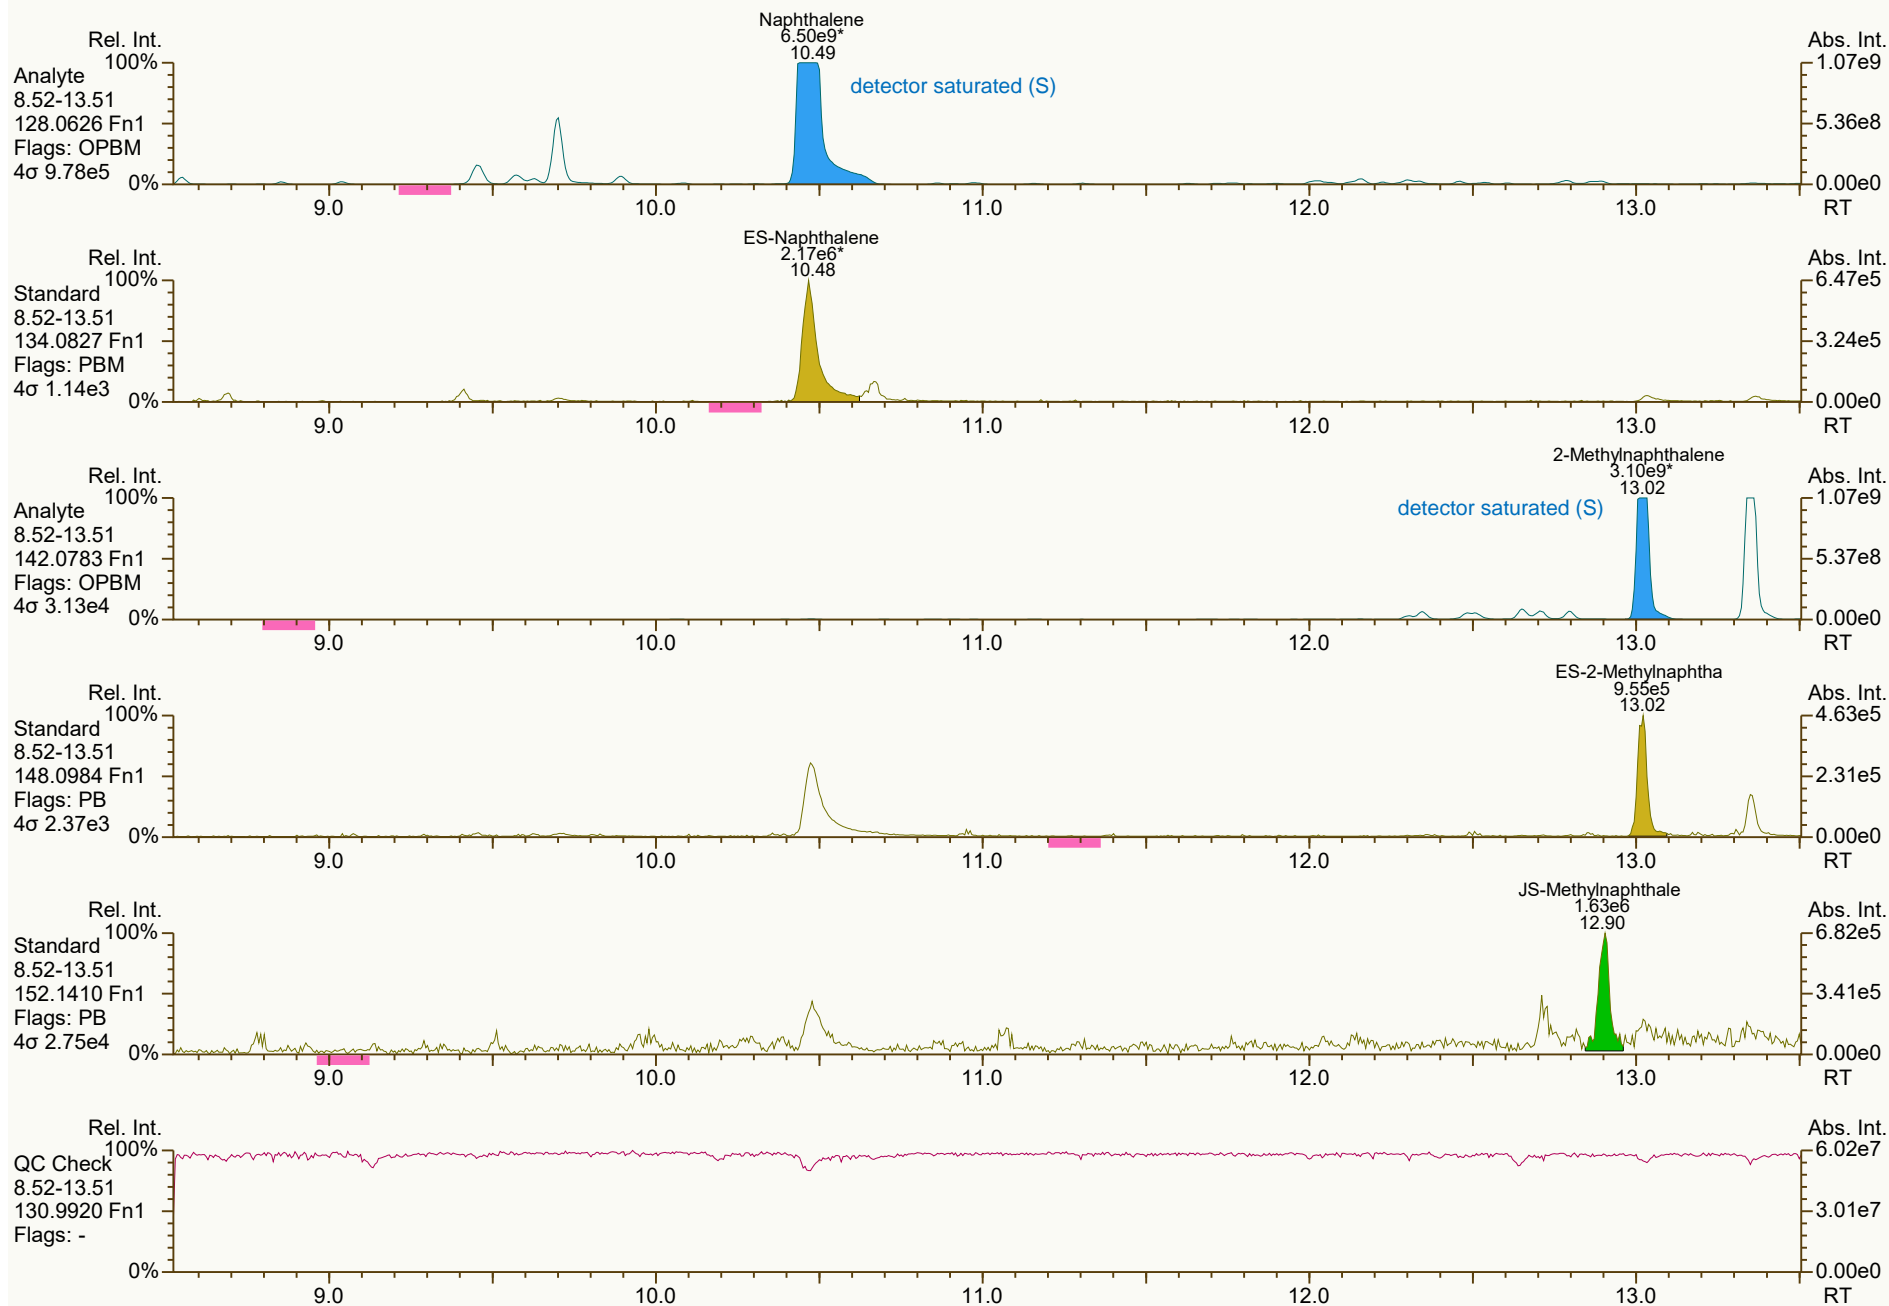 Naphthalene
6.50e9*
10.49
Rel. Int.
Abs. Int.
100%
1.07e9
Analyte
8.52-13.51
128.0626 Fn1
Flags: OPBM
4σ 9.78e5
detector saturated (S)
5.36e8
0%
0.00e0
9.0 10.0 11.0 12.0 13.0 RT
ES-Naphthalene
2.17e6*
10.48
Rel. Int.
Abs. Int.
100%
6.47e5
Standard
8.52-13.51
134.0827 Fn1
Flags: PBM
4σ 1.14e3
3.24e5
0%
0.00e0
9.0 10.0 11.0 12.0 13.0 RT
2-Methylnaphthalene
3.10e9*
13.02
Rel. Int.
Abs. Int.
100%
1.07e9
Analyte
8.52-13.51
142.0783 Fn1
Flags: OPBM
4σ 3.13e4
detector saturated (S)
5.37e8
0%
0.00e0
9.0 10.0 11.0 12.0 13.0 RT
ES-2-Methylnaphtha
9.55e5
13.02
Rel. Int.
Abs. Int.
100%
4.63e5
Standard
8.52-13.51
148.0984 Fn1
Flags: PB
4σ 2.37e3
2.31e5
0%
0.00e0
9.0 10.0 11.0 12.0 13.0 RT
JS-Methylnaphthale
1.63e6
12.90
Rel. Int.
Abs. Int.
100%
6.82e5
Standard
8.52-13.51
152.1410 Fn1
Flags: PB
4σ 2.75e4
3.41e5
0%
0.00e0
9.0 10.0 11.0 12.0 13.0 RT
Rel. Int.
Abs. Int.
100%
6.02e7
QC Check
8.52-13.51
130.9920 Fn1
Flags: -
3.01e7
0%
0.00e0
9.0 10.0 11.0 12.0 13.0 RT